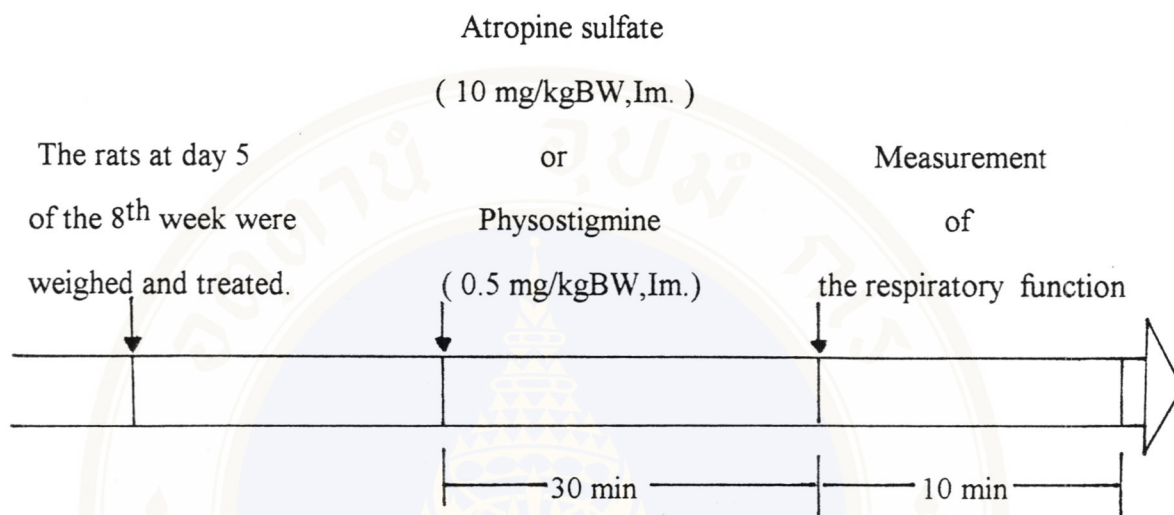 Atropine sulfate
( 10 mg/kgBW,Im. )
The rats at day 5
of the 8th week were
weighed and treated.
or
Physostigmine
( 0.5 mg/kgBW,Im.)
Measurement
of
the respiratory function
30 min
10 min